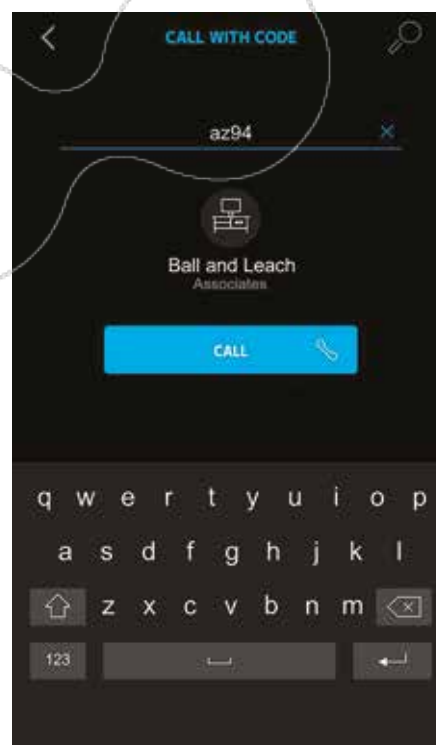 CALL WITH CODE
az94
Ball and Leach
Associates
CALL
q w e r t y u i o p
a s d f g h j k l
z x c v b n m
123